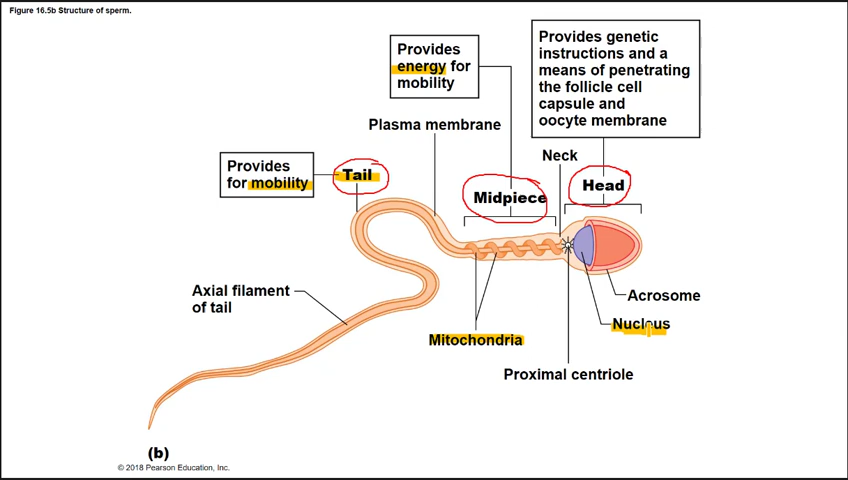 Figure 16.5b Structure of sperm.
Provides
energy for
mobility
Provides genetic
instructions and a
means of penetrating
the follicle cell
capsule and
oocyte membrane
Plasma membrane
Neck
Provides
for mobility
Tail
Midpiece
Head
Axial filament
of tail
Acrosome
Nucleus
Mitochondria
Proximal centriole
(b)
© 2018 Pearson Education, Inc.